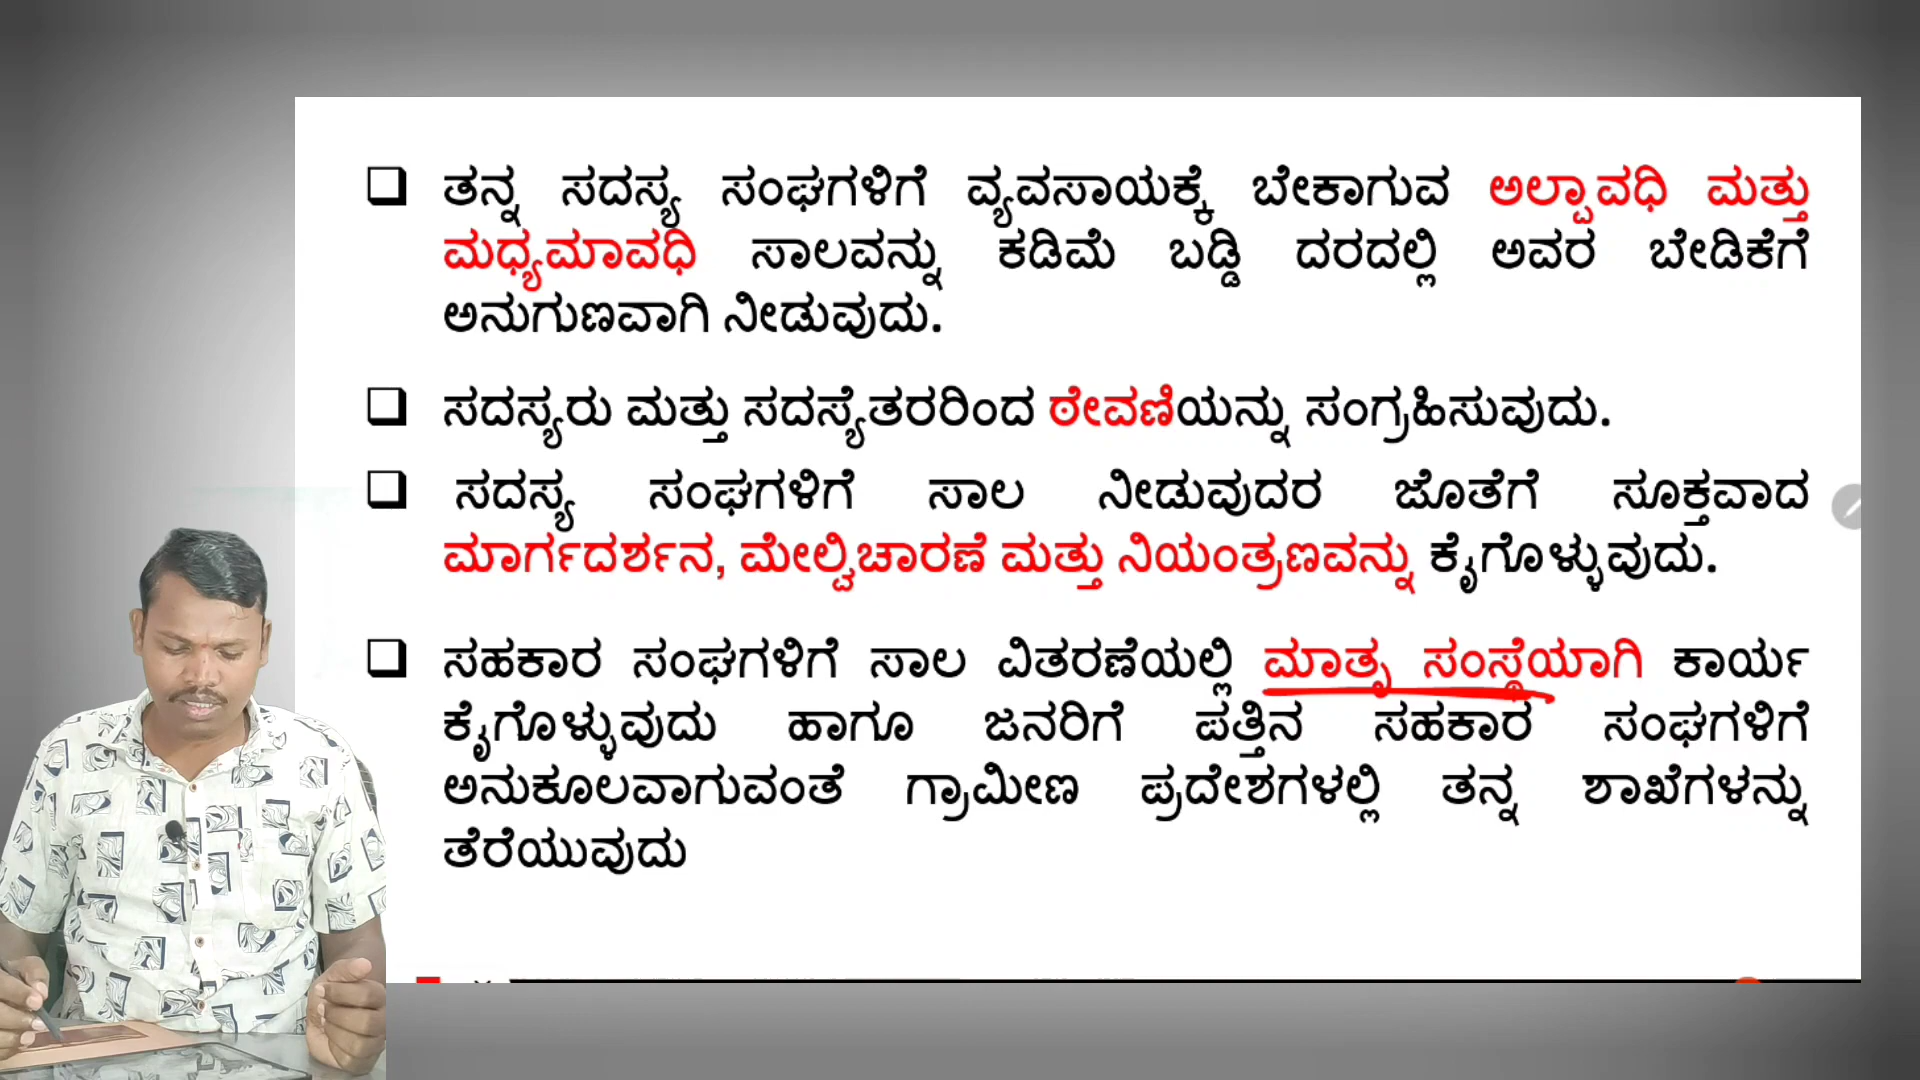 ❑ ತನ್ನ ಸದಸ್ಯ ಸಂಘಗಳಿಗೆ ವ್ಯವಸಾಯಕ್ಕೆ ಬೇಕಾಗುವ ಅಲ್ಪಾವಧಿ ಮತ್ತು
ಮಧ್ಯಮಾವಧಿ ಸಾಲವನ್ನು ಕಡಿಮೆ ಬಡ್ಡಿ ದರದಲ್ಲಿ ಅವರ ಬೇಡಿಕೆಗೆ
ಅನುಗುಣವಾಗಿ ನೀಡುವುದು.
❑ ಸದಸ್ಯರು ಮತ್ತು ಸದಸ್ಯೆತರರಿಂದ ಠೇವಣಿಯನ್ನು ಸಂಗ್ರಹಿಸುವುದು.
❑ ಸದಸ್ಯ ಸಂಘಗಳಿಗೆ ಸಾಲ ನೀಡುವುದರ ಜೊತೆಗೆ ಸೂಕ್ತವಾದ
ಮಾರ್ಗದರ್ಶನ, ಮೇಲ್ವಿಚಾರಣೆ ಮತ್ತು ನಿಯಂತ್ರಣವನ್ನು ಕೈಗೊಳ್ಳುವುದು.
❑ ಸಹಕಾರ ಸಂಘಗಳಿಗೆ ಸಾಲ ವಿತರಣೆಯಲ್ಲಿ ಮಾತೃ ಸಂಸ್ಥೆಯಾಗಿ ಕಾರ್ಯ
ಕೈಗೊಳ್ಳುವುದು ಹಾಗೂ ಜನರಿಗೆ ಪತ್ತಿನ ಸಹಕಾರ ಸಂಘಗಳಿಗೆ
ಅನುಕೂಲವಾಗುವಂತೆ ಗ್ರಾಮೀಣ ಪ್ರದೇಶಗಳಲ್ಲಿ ತನ್ನ ಶಾಖೆಗಳನ್ನು
ತೆರೆಯುವುದು